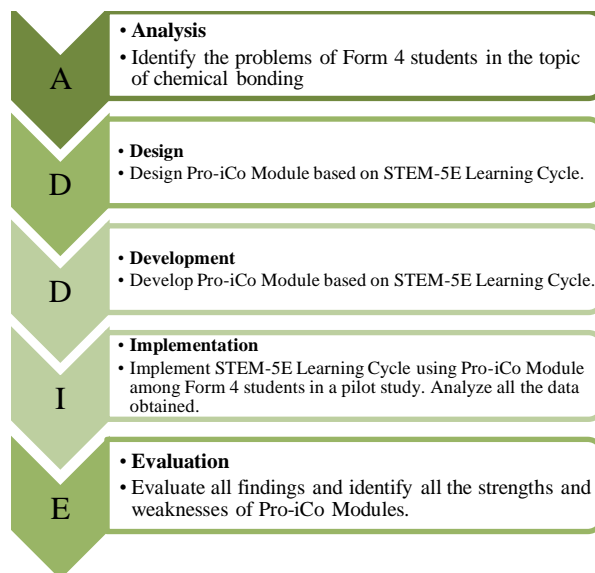 A
• Analysis
• Identify the problems of Form 4 students in the topic
of chemical bonding
D
• Design
• Design Pro-iCo Module based on STEM-5E Learning Cycle.
D
• Development
• Develop Pro-iCo Module based on STEM-5E Learning Cycle.
I
• Implementation
• Implement STEM-5E Learning Cycle using Pro-iCo Module
among Form 4 students in a pilot study. Analyze all the data
obtained.
E
• Evaluation
• Evaluate all findings and identify all the strengths and
weaknesses of Pro-iCo Modules.